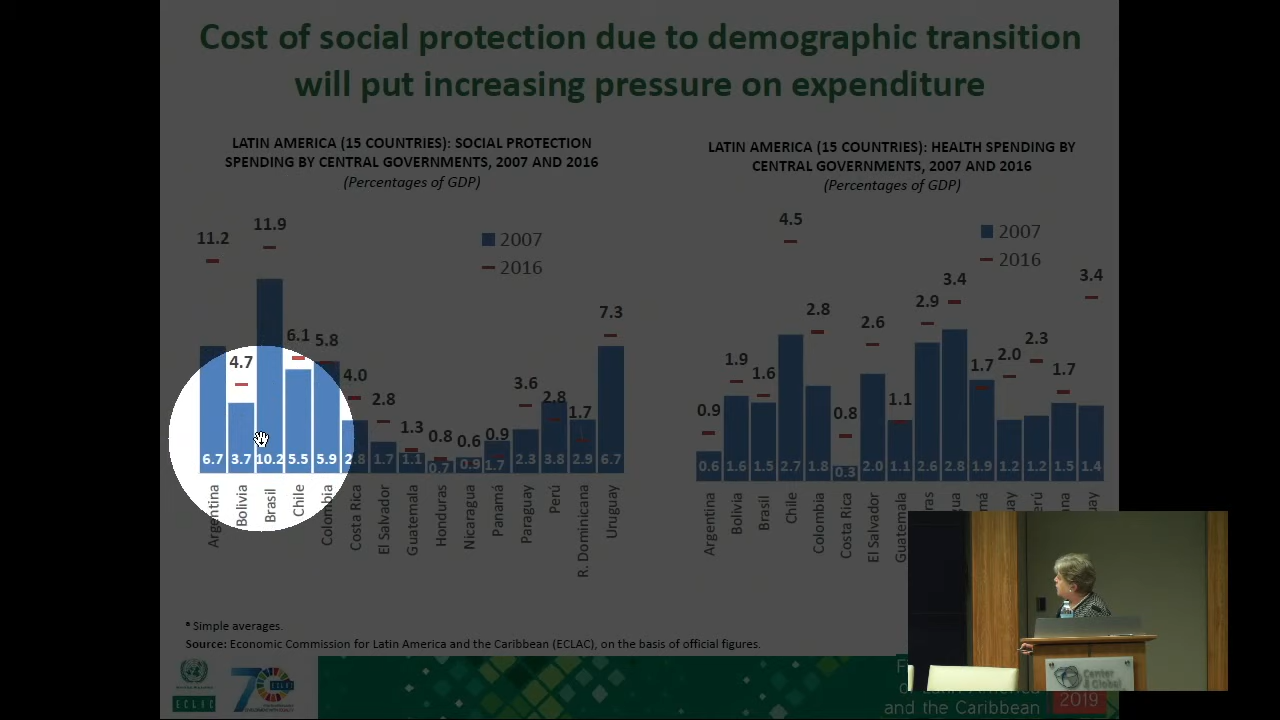 Cost of social protection due to demographic transition
will put increasing pressure on expenditure
LATIN AMERICA (15 COUNTRIES): SOCIAL PROTECTION
SPENDING BY CENTRAL GOVERNMENTS, 2007 AND 2016
(Percentages of GDP)
11.2
11.9
2007
2016
4.7
6.1
5.8
4.0
2.8
1.3
0.8
0.6
0.9
3.6
2.8
1.7
7.3
6.7
3.7
10.2
5.5
5.9
2.8
1.7
1.1
0.7
0.9
1.7
2.3
3.8
2.9
6.7
Argentina
Bolivia
Brasil
Chile
Colombia
Costa Rica
El Salvador
Guatemala
Honduras
Nicaragua
Panamá
Paraguay
Perú
R. Dominicana
Uruguay
LATIN AMERICA (15 COUNTRIES): HEALTH SPENDING BY
CENTRAL GOVERNMENTS, 2007 AND 2016
(Percentages of GDP)
2007
2016
0.9
1.9
1.6
4.5
2.8
0.8
2.6
1.1
2.9
3.4
1.7
2.0
2.3
1.7
3.4
0.6
1.6
1.5
2.7
1.8
0.3
2.0
1.1
2.6
2.8
1.9
1.2
1.2
1.5
1.4
Argentina
Bolivia
Brasil
Chile
Colombia
Costa Rica
El Salvador
Guatemala
ª Simple averages.
Source: Economic Commission for Latin America and the Caribbean (ECLAC), on the basis of official figures.
70
ECLAC
and the Caribbean
2019
Center
Global